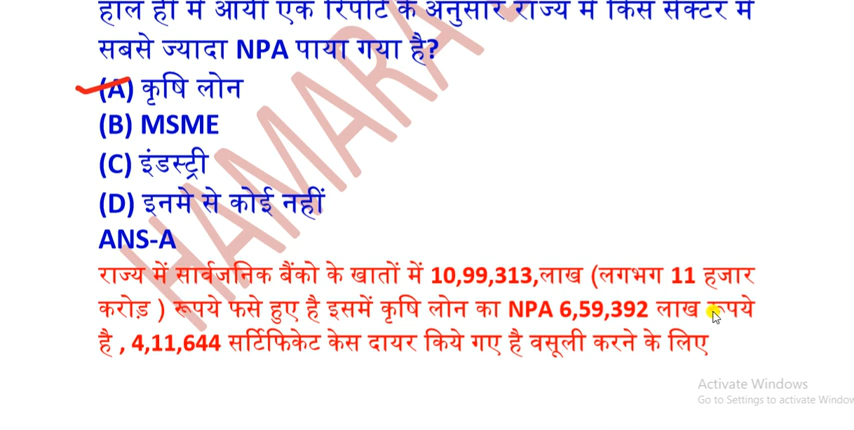 हाल ही में आयी एक रिपोर्ट के अनुसार राज्य में किस सेक्टर में
सबसे ज्यादा NPA पाया गया है?
(A) कृषि लोन
(B) MSME
(C) इंडस्ट्री
(D) इनमे से कोई नहीं
ANS-A
राज्य में सार्वजनिक बैंको के खातों में 10,99,313,लाख (लगभग 11 हजार
करोड़ ) रूपये फसे हुए है इसमें कृषि लोन का NPA 6,59,392 लाख रूपये
है , 4,11,644 सर्टिफिकेट केस दायर किये गए है वसूली करने के लिए
HAMARA
Activate Windows
Go to Settings to activate Window